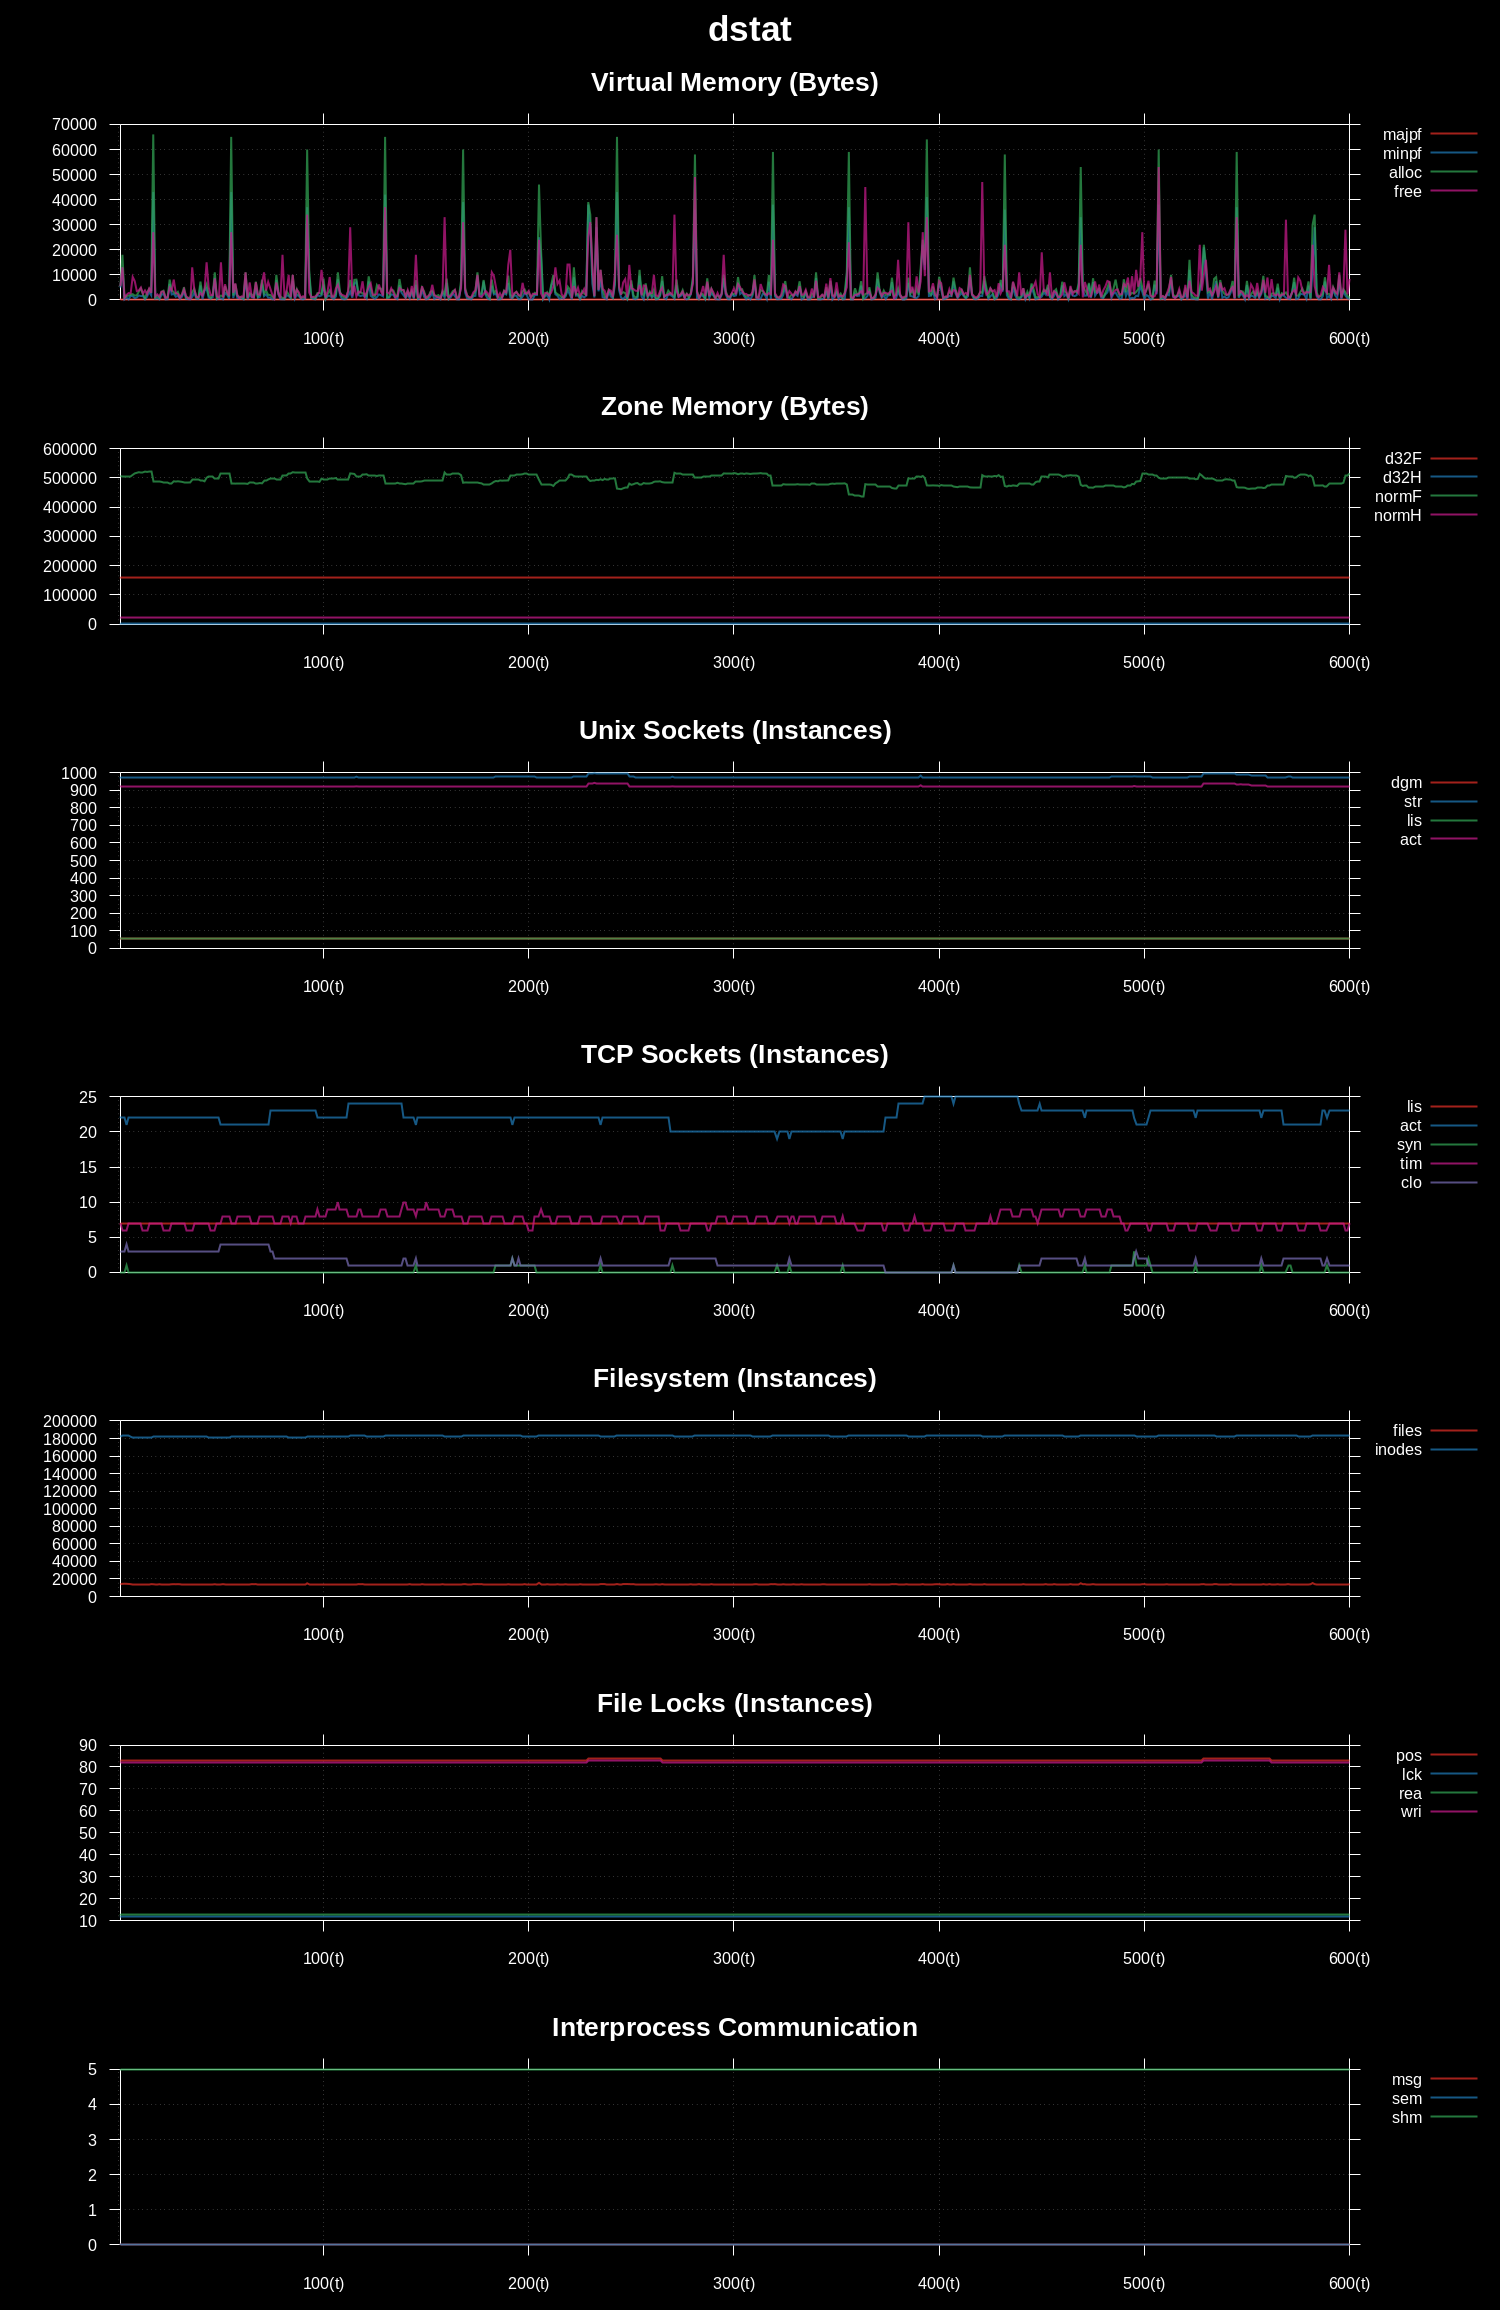 dstat
Virtual Memory (Bytes)
70000
60000
50000
40000
30000
20000
10000
0
100(t) 200(t) 300(t) 400(t) 500(t) 600(t)
majpf
minpf
alloc
free
Zone Memory (Bytes)
600000
500000
400000
300000
200000
100000
0
100(t) 200(t) 300(t) 400(t) 500(t) 600(t)
d32F
d32H
normF
normH
Unix Sockets (Instances)
1000
900
800
700
600
500
400
300
200
100
0
100(t) 200(t) 300(t) 400(t) 500(t) 600(t)
dgm
str
lis
act
TCP Sockets (Instances)
25
20
15
10
5
0
100(t) 200(t) 300(t) 400(t) 500(t) 600(t)
lis
act
syn
tim
clo
Filesystem (Instances)
200000
180000
160000
140000
120000
100000
80000
60000
40000
20000
0
100(t) 200(t) 300(t) 400(t) 500(t) 600(t)
files
inodes
File Locks (Instances)
90
80
70
60
50
40
30
20
10
100(t) 200(t) 300(t) 400(t) 500(t) 600(t)
pos
lck
rea
wri
Interprocess Communication
5
4
3
2
1
0
100(t) 200(t) 300(t) 400(t) 500(t) 600(t)
msg
sem
shm